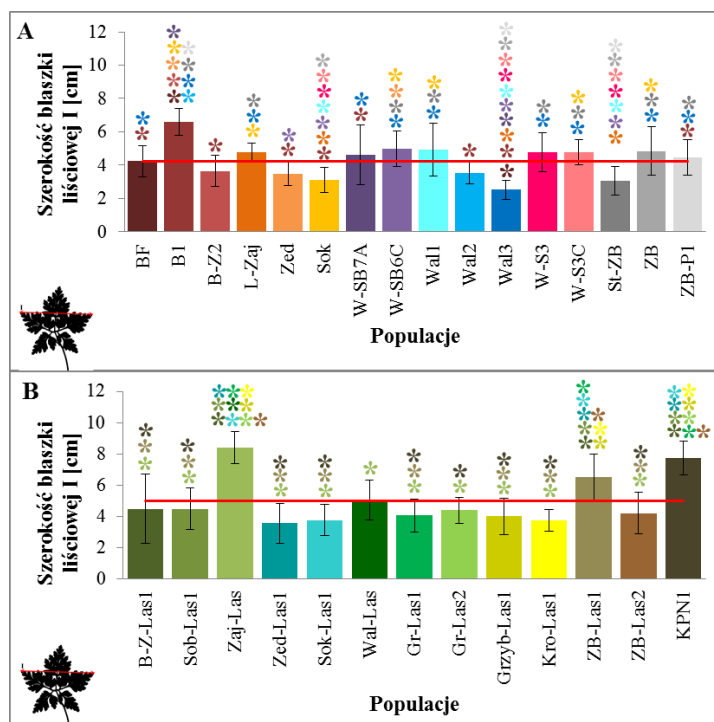 A
Szerokość blaszki
liściowej I [cm]
12
10
8
6
4
2
0
BF
B1
B-Z2
L-Zaj
Zed
Sok
W-SB7A
W-SB6C
Wal1
Wal2
Wal3
W-S3
W-S3C
St-ZB
ZB
ZB-P1
Populacje
B
Szerokość blaszki
liściowej I [cm]
12
10
8
6
4
2
0
B-Z-Las1
Sob-Las1
Zaj-Las
Zed-Las1
Sok-Las1
Wal-Las
Gr-Las1
Gr-Las2
Grzyb-Las1
Kro-Las1
ZB-Las1
ZB-Las2
KPN1
Populacje